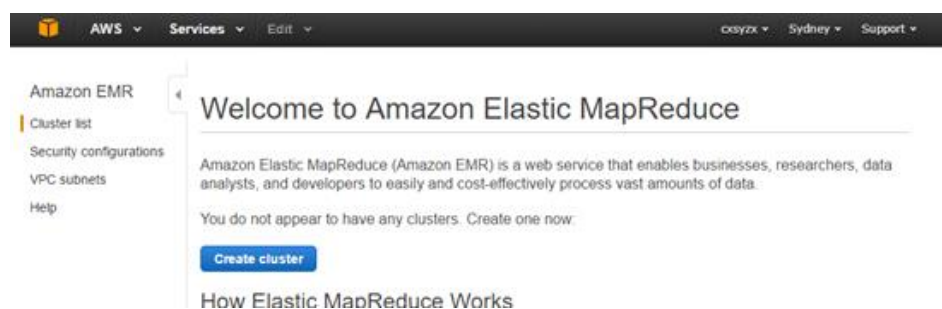 AWS Services Edit cxsyzx Sydney Support
Amazon EMR
Cluster list
Security configurations
VPC subnets
Help
Welcome to Amazon Elastic MapReduce
Amazon Elastic MapReduce (Amazon EMR) is a web service that enables businesses, researchers, data
analysts, and developers to easily and cost-effectively process vast amounts of data.
You do not appear to have any clusters. Create one now:
Create cluster
How Elastic MapReduce Works